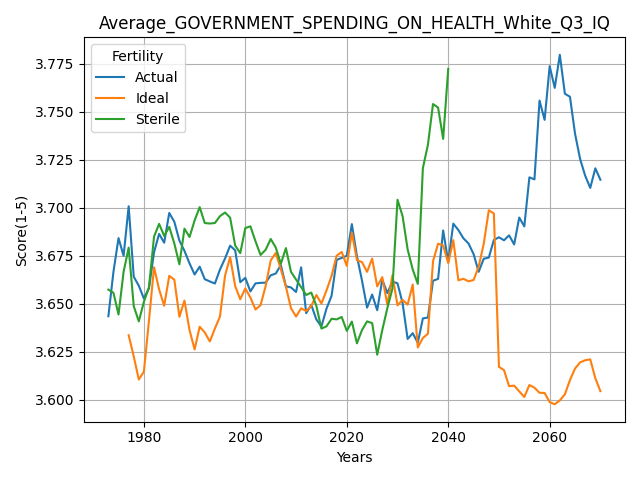 Average_GOVERNMENT_SPENDING_ON_HEALTH_White_Q3_IQ
Fertility
Actual
Ideal
Sterile
Score(1-5)
3.775
3.750
3.725
3.700
3.675
3.650
3.625
3.600
1980 2000 2020 2040 2060
Years